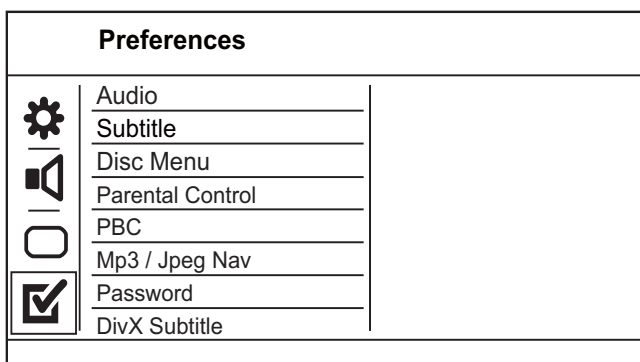 Preferences
Audio
Subtitle
Disc Menu
Parental Control
PBC
Mp3 / Jpeg Nav
Password
DivX Subtitle